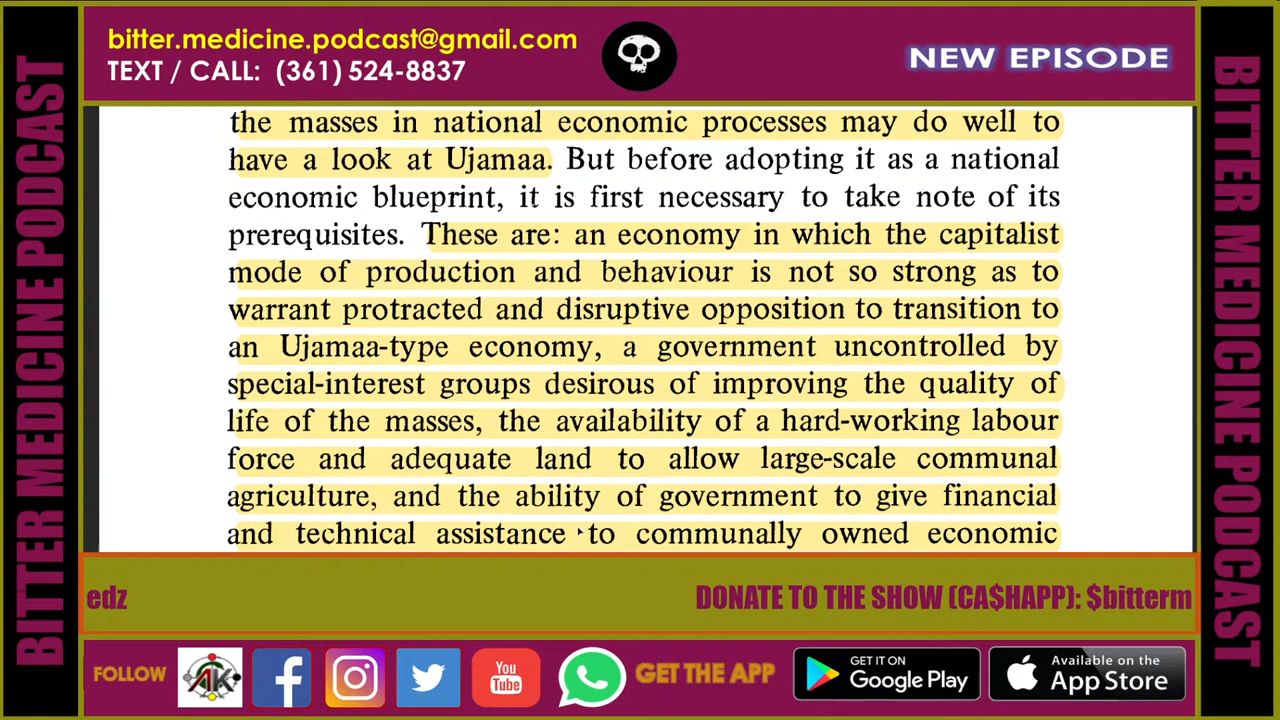 bitter.medicine.podcast@gmail.com
TEXT / CALL: (361) 524-8837
NEW EPISODE
BITTER MEDICINE PODCAST
the masses in national economic processes may do well to
have a look at Ujamaa. But before adopting it as a national
economic blueprint, it is first necessary to take note of its
prerequisites. These are: an economy in which the capitalist
mode of production and behaviour is not so strong as to
warrant protracted and disruptive opposition to transition to
an Ujamaa-type economy, a government uncontrolled by
special-interest groups desirous of improving the quality of
life of the masses, the availability of a hard-working labour
force and adequate land to allow large-scale communal
agriculture, and the ability of government to give financial
and technical assistance to communally owned economic
BITTER MEDICINE PODCAST
edz
DONATE TO THE SHOW (CA$HAPP): $bitterm
FOLLOW
You
Tube
GET THE APP
GET IT ON
Google Play
Available on the
App Store